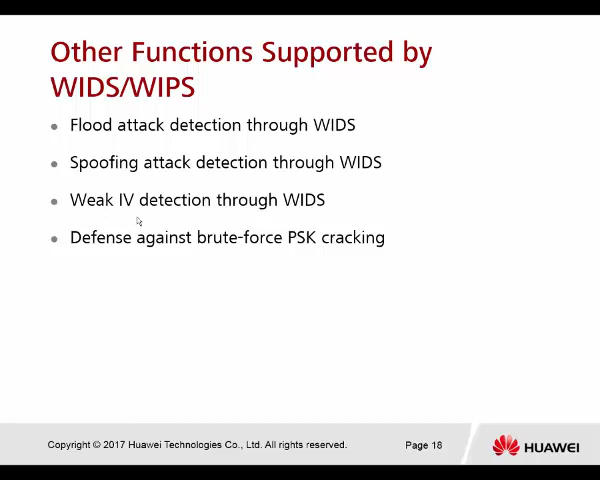 Other Functions Supported by
WIDS/WIPS
Flood attack detection through WIDS
Spoofing attack detection through WIDS
Weak IV detection through WIDS
Defense against brute-force PSK cracking
Copyright © 2017 Huawei Technologies Co., Ltd. All rights reserved.
Page 18
HUAWEI